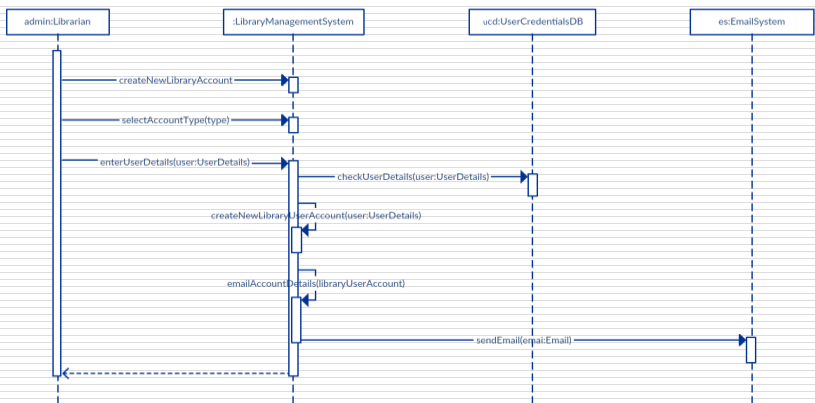 admin:Librarian
:LibraryManagementSystem
ucd:UserCredentialsDB
es:EmailSystem
createNewLibraryAccount
selectAccountType(type)
enterUserDetails(user:UserDetails)
checkUserDetails(user:UserDetails)
createNewLibraryUserAccount(user:UserDetails)
emailAccountDetails(libraryUserAccount)
sendEmail(emai:Email)